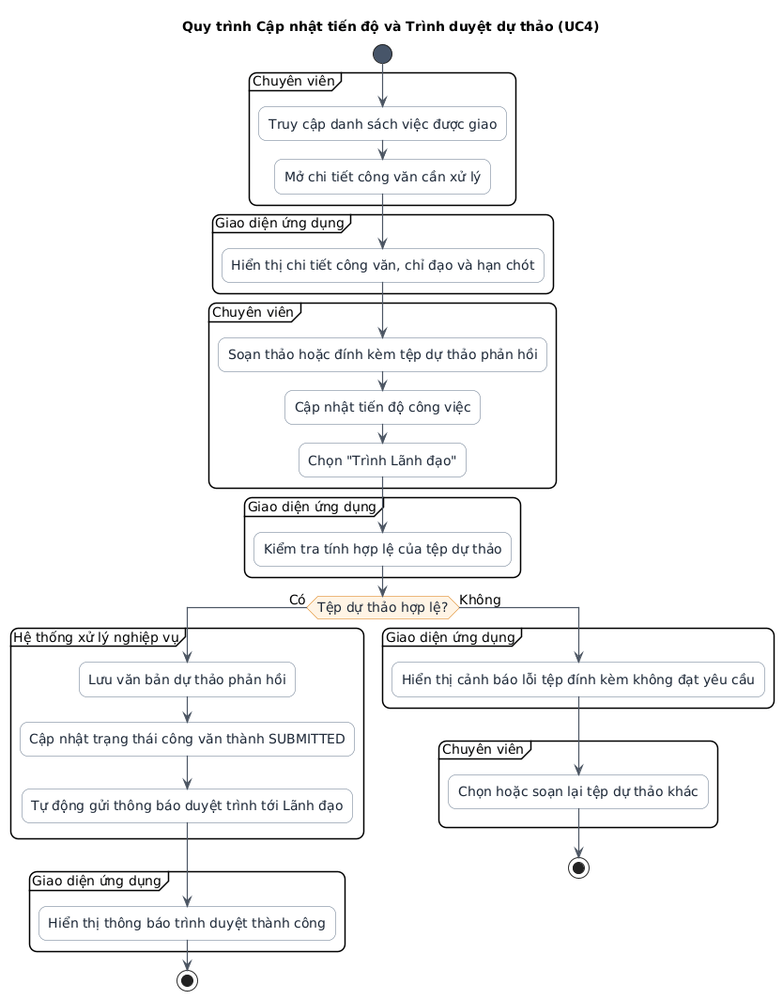 Quy trình Cập nhật tiến độ và Trình duyệt dự thảo (UC4)
Chuyên viên
Truy cập danh sách việc được giao
Mở chi tiết công văn cần xử lý
Giao diện ứng dụng
Hiển thị chi tiết công văn, chỉ đạo và hạn chót
Chuyên viên
Soạn thảo hoặc đính kèm tệp dự thảo phản hồi
Cập nhật tiến độ công việc
Chọn "Trình Lãnh đạo"
Giao diện ứng dụng
Kiểm tra tính hợp lệ của tệp dự thảo
Có
Tệp dự thảo hợp lệ?
Không
Hệ thống xử lý nghiệp vụ
Lưu văn bản dự thảo phản hồi
Cập nhật trạng thái công văn thành SUBMITTED
Tự động gửi thông báo duyệt trình tới Lãnh đạo
Giao diện ứng dụng
Hiển thị thông báo trình duyệt thành công
Giao diện ứng dụng
Hiển thị cảnh báo lỗi tệp đính kèm không đạt yêu cầu
Chuyên viên
Chọn hoặc soạn lại tệp dự thảo khác